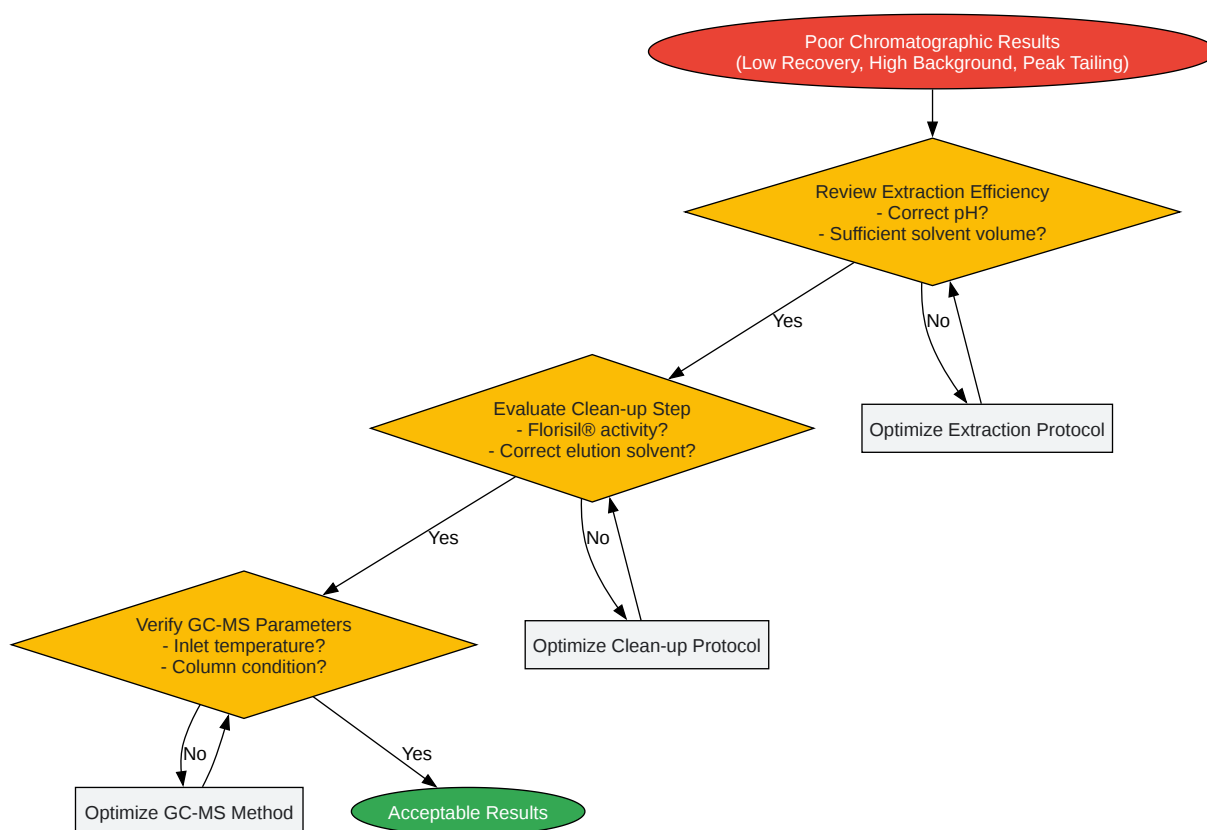 Poor Chromatographic Results
(Low Recovery, High Background, Peak Tailing)
Review Extraction Efficiency
- Correct pH?
- Sufficient solvent volume?
Yes
No
Optimize Extraction Protocol
Evaluate Clean-up Step
- Florisil® activity?
- Correct elution solvent?
Yes
No
Optimize Clean-up Protocol
Verify GC-MS Parameters
- Inlet temperature?
- Column condition?
No
Yes
Optimize GC-MS Method
Acceptable Results